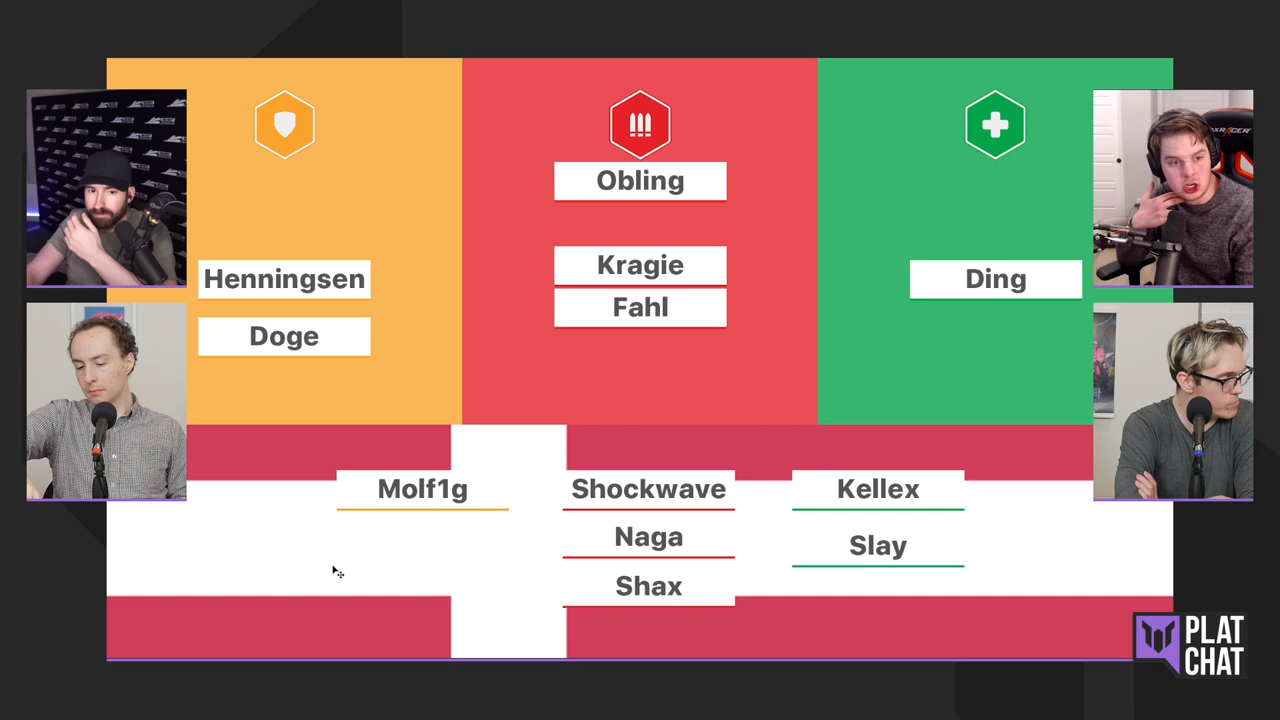 Obling
Kragie
Fahl
Henningsen
Doge
Ding
Molf1g
Shockwave
Kellex
Naga
Slay
Shax
PLAT
CHAT